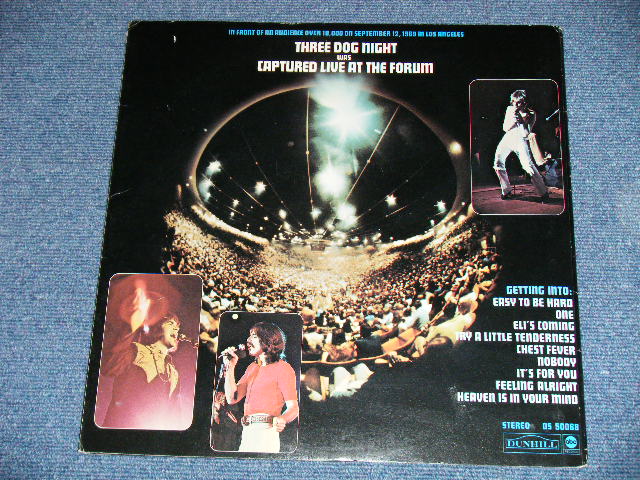 IN FRONT OF AN AUDIENCE OVER 18,000 ON SEPTEMBER 12, 1969 IN LOS ANGELES
THREE DOG NIGHT
WAS
CAPTURED LIVE AT THE FORUM
GETTING INTO:
EASY TO BE HARD
ONE
ELI'S COMING
TRY A LITTLE TENDERNESS
CHEST FEVER
NOBODY
IT'S FOR YOU
FEELING ALRIGHT
HEAVEN IS IN YOUR MIND
STEREO DS 50068
DUNHILL
abc